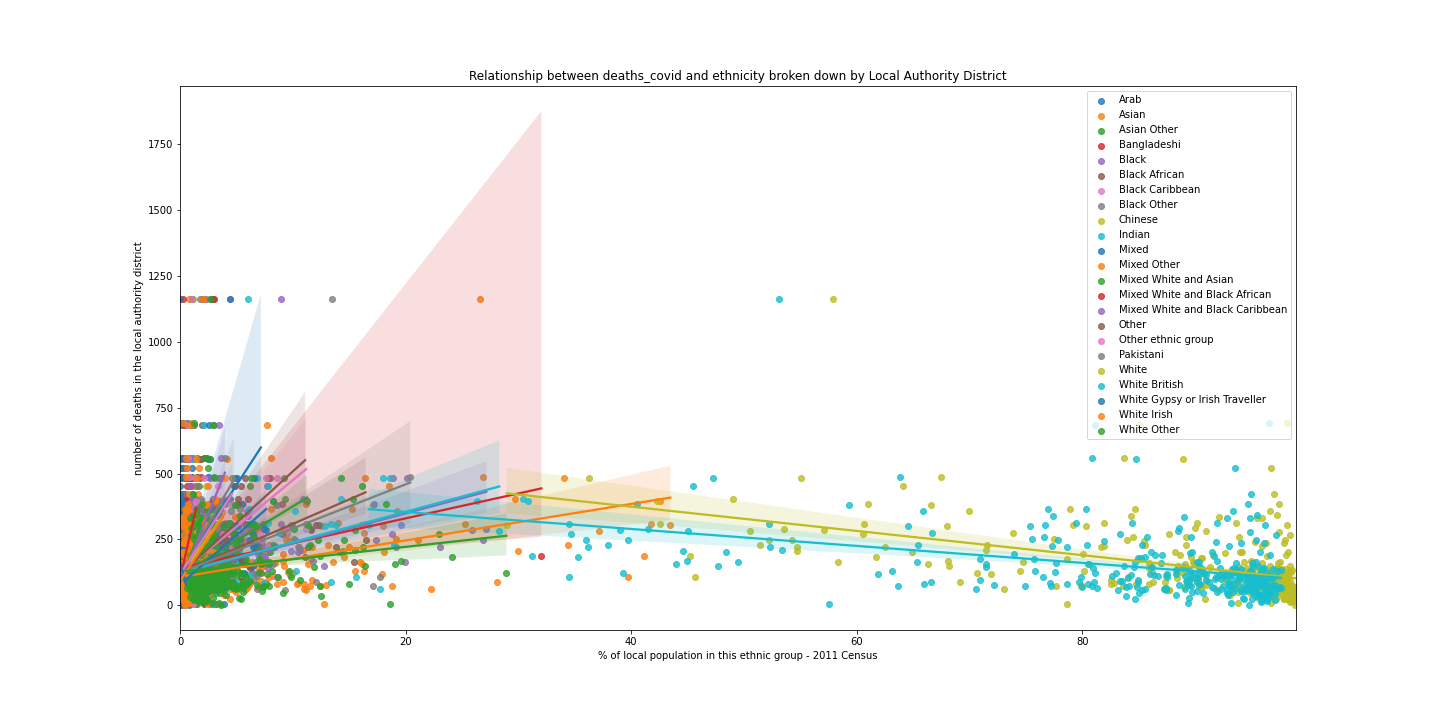 Relationship between deaths_covid and ethnicity broken down by Local Authority District
number of deaths in the local authority district
1750
1500
1250
1000
750
500
250
0
0
20
40
60
80
% of local population in this ethnic group - 2011 Census
Arab
Asian
Asian Other
Bangladeshi
Black
Black African
Black Caribbean
Black Other
Chinese
Indian
Mixed
Mixed Other
Mixed White and Asian
Mixed White and Black African
Mixed White and Black Caribbean
Other
Other ethnic group
Pakistani
White
White British
White Gypsy or Irish Traveller
White Irish
White Other